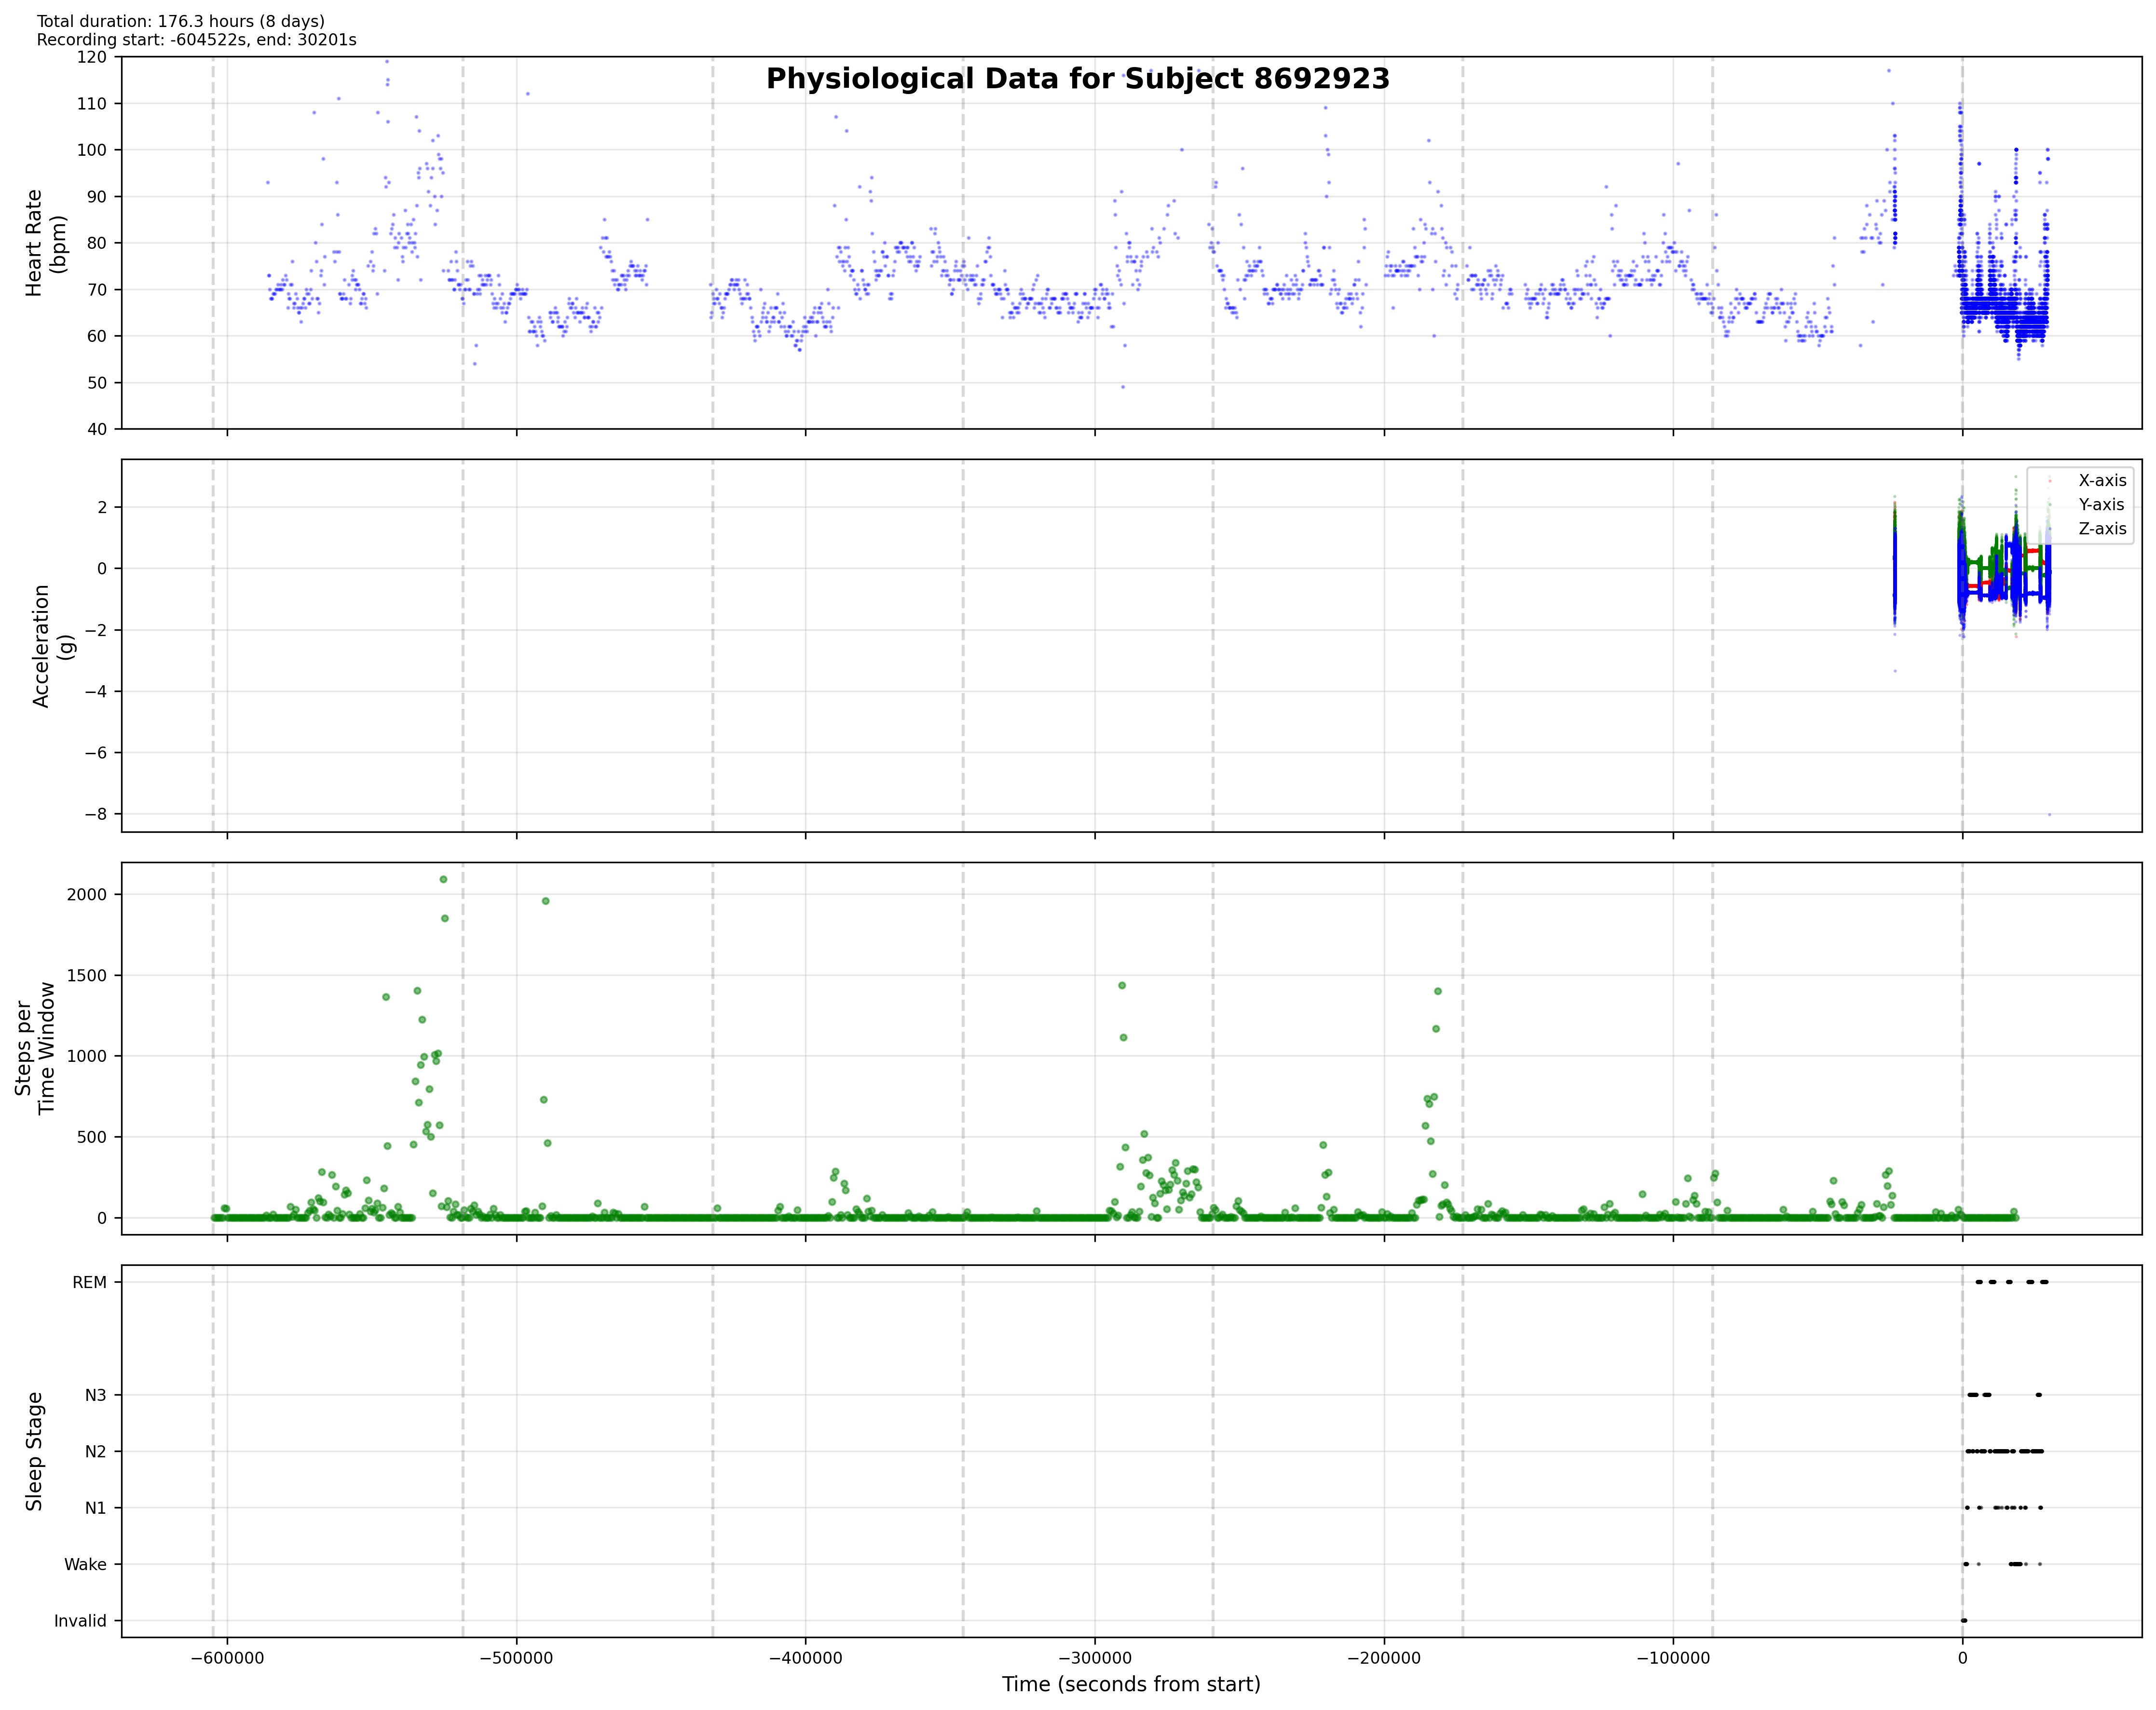 Total duration: 176.3 hours (8 days)
Recording start: -604522s, end: 30201s
Physiological Data for Subject 8692923
Heart Rate
(bpm)
120
110
100
90
80
70
60
50
40
Acceleration
(g)
2
0
−2
−4
−6
−8
X-axis
Y-axis
Z-axis
Steps per
Time Window
2000
1500
1000
500
0
Sleep Stage
REM
N3
N2
N1
Wake
Invalid
−600000
−500000
−400000
−300000
−200000
−100000
0
Time (seconds from start)